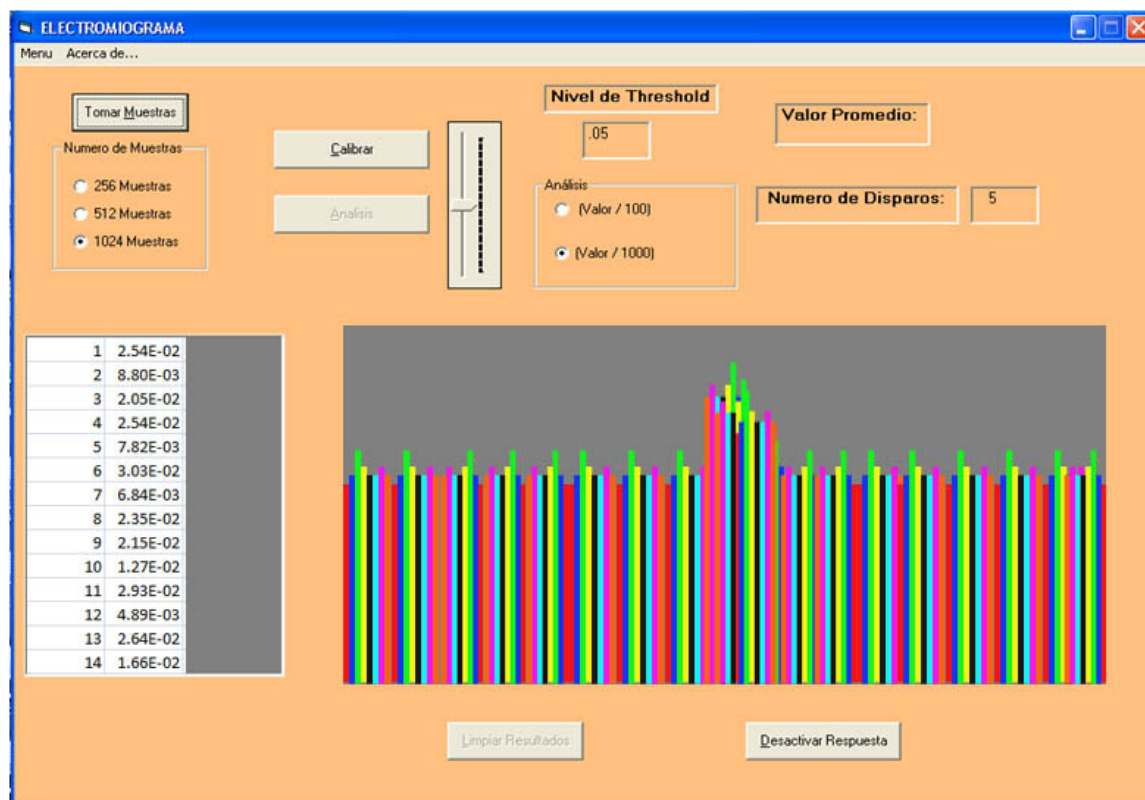 ELECTROMIOGRAMA
Menu Acerca de...
Tomar Muestras
Numero de Muestras
256 Muestras
512 Muestras
1024 Muestras
Calibrar
Analisis
Nivel de Threshold
.05
Análisis
(Valor / 100)
(Valor / 1000)
Valor Promedio:
Numero de Disparos: 5
1 2.54E-02
2 8.80E-03
3 2.05E-02
4 2.54E-02
5 7.82E-03
6 3.03E-02
7 6.84E-03
8 2.35E-02
9 2.15E-02
10 1.27E-02
11 2.93E-02
12 4.89E-03
13 2.64E-02
14 1.66E-02
Limpiar Resultados
Desactivar Respuesta